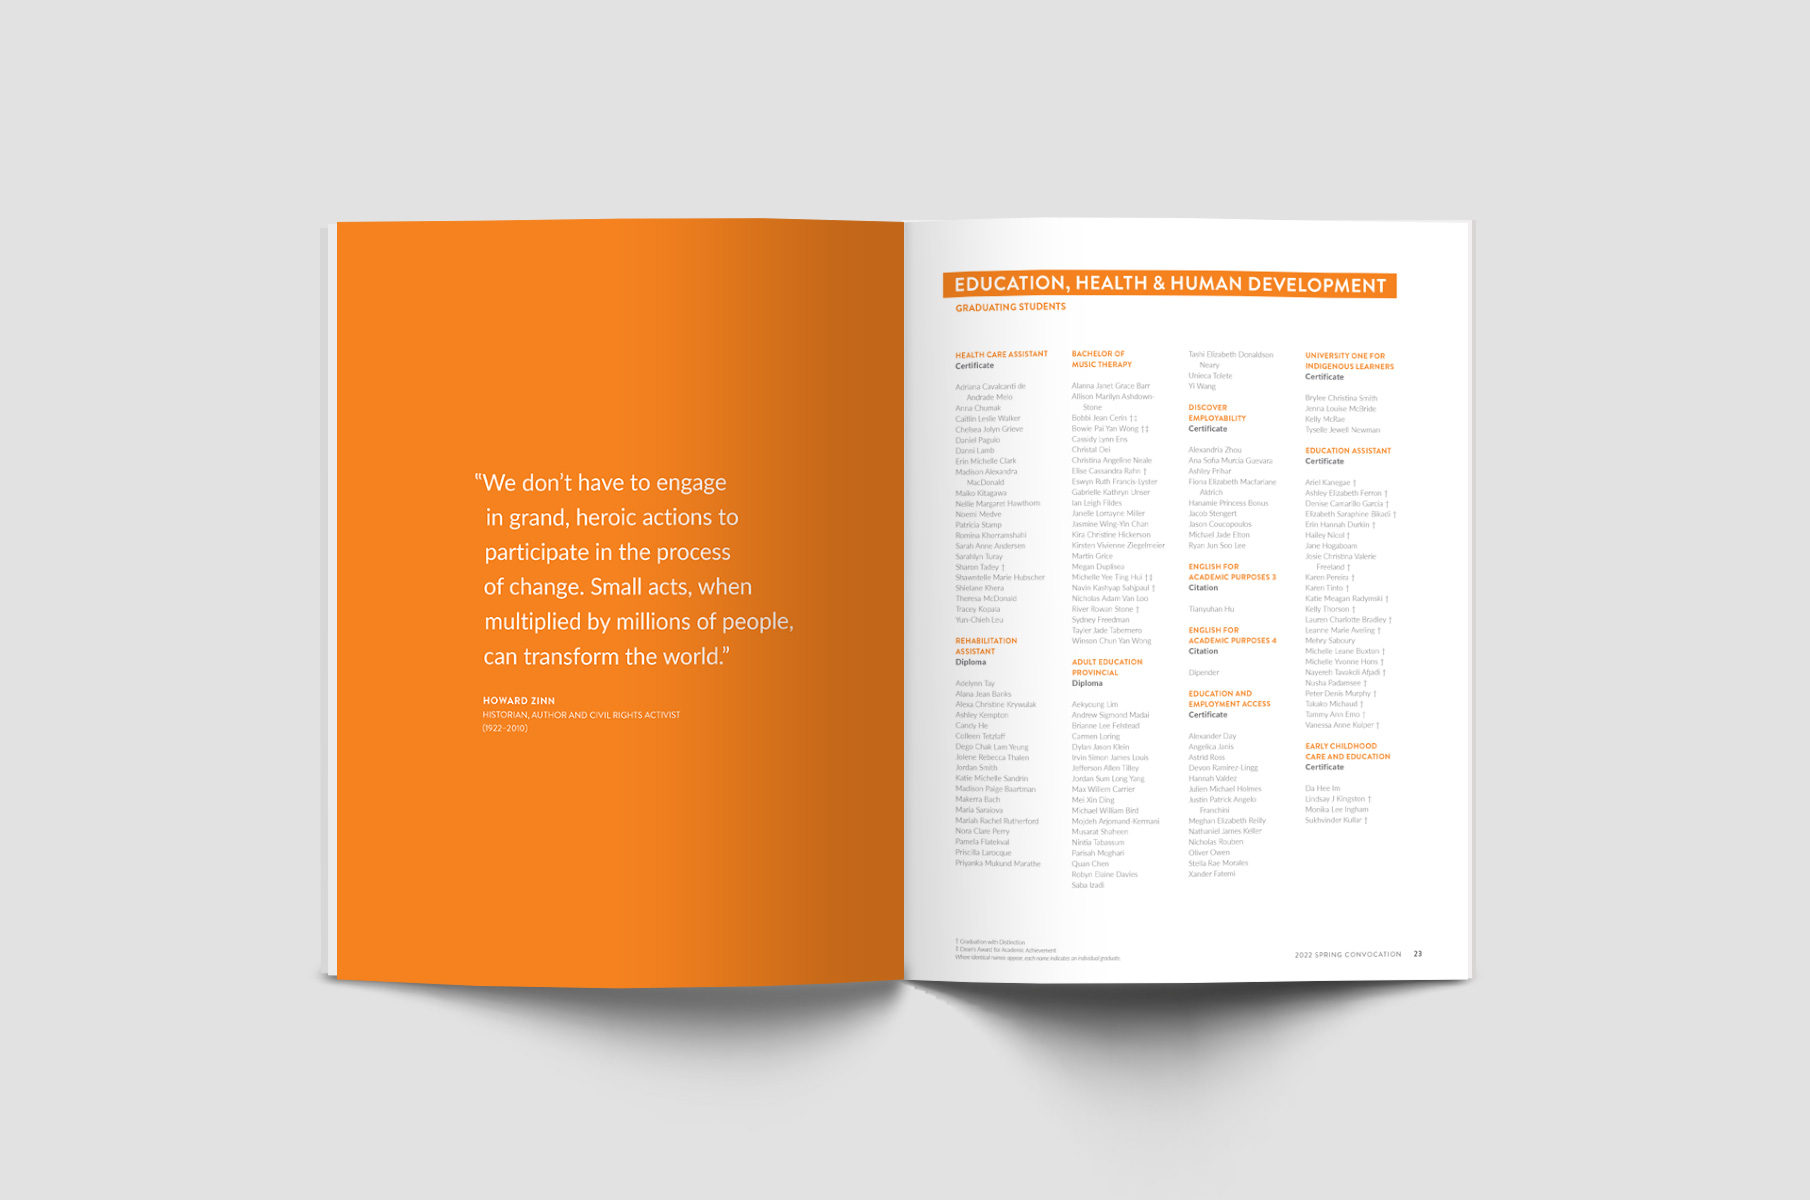 “We don’t have to engage
in grand, heroic actions to
participate in the process
of change. Small acts, when
multiplied by millions of people,
can transform the world.”
HOWARD ZINN
HISTORIAN, AUTHOR AND CIVIL RIGHTS ACTIVIST
(1922–2010)
EDUCATION, HEALTH & HUMAN DEVELOPMENT
GRADUATING STUDENTS
HEALTH CARE ASSISTANT
Certificate
Adriana Cavalcanti de
Andrade Melo
Anna Chumak
Caitlin Leslie Walker
Chelsea Jolyn Grieve
Daniel Paguio
Danni Lamb
Erin Michelle Clark
Madison Alexandra
MacDonald
Maiko Kitagawa
Nellie Margaret Hawthorn
Noemi Medve
Patricia Stamp
Romina Khorramshahi
Sarah Anne Andersen
Sarahlyn Turay
Sharon Tadey †
Shawntelle Marie Hubscher
Shielane Khera
Theresa McDonald
Tracey Kopala
Yun-Chieh Lou
REHABILITATION
ASSISTANT
Diploma
Adelynn Tay
Alana Jean Banks
Alexa Christine Krywulak
Ashley Kempton
Candy He
Colleen Tetzlaff
Dego Chak Lam Yeung
Jolene Rebecca Thalen
Jordan Smith
Katie Michelle Sandrin
Madison Paige Baartman
Makenna Bach
Maria Saraiova
Mariah Rachel Rutherford
Nora Clare Perry
Pamela Flatekval
Priscilla Larocque
Priyanka Mukund Marathe
BACHELOR OF
MUSIC THERAPY
Alanna Janet Grace Barr
Allison Marilyn Ashdown-
Stone
Bobbi Jean Ceris †‡
Bowie Pai Yan Wong †‡
Cassidy Lynn Ens
Christal Dei
Christina Angeline Neale
Elise Cassandra Rahn †
Eswyn Ruth Francis-Lyster
Gabrielle Kathryn Unser
Ian Leigh Fildes
Janelle Lorrayne Miller
Jasmine Wing-Yin Chan
Kira Christine Hickerson
Kirsten Vivienne Ziegelmeier
Martin Grice
Megan Duplisea
Michelle Yee Ting Hui †‡
Navin Kashyap Sahjpaul †
Nicholas Adam Van Loo
River Rowan Stone †
Sydney Freedman
Tayler Jade Tabernero
Winson Chun Yan Wong
ADULT EDUCATION
PROVINCIAL
Diploma
Aekyoung Lim
Andrew Sigmond Madai
Brianne Lee Felstead
Carmen Loring
Dylan Jason Klein
Irvin Simon James Louis
Jefferson Allen Tilley
Jordan Sum Long Yang
Max Willem Carrier
Mei Xin Ding
Michael William Bird
Mojdeh Arjomand-Kermani
Musarat Shaheen
Nintia Tabassum
Parisah Moghari
Quan Chen
Robyn Elaine Davies
Saba Izadi
Tashi Elizabeth Donaldson
Neary
Unieca Tolete
Yi Wang
DISCOVER
EMPLOYABILITY
Certificate
Alexandria Zhou
Ana Sofia Murcia Guevara
Ashley Prihar
Fiona Elizabeth Macfarlane
Aldrich
Hanamie Princess Bonus
Jacob Stengert
Jason Coucopoulos
Michael Jade Elton
Ryan Jun Soo Lee
ENGLISH FOR
ACADEMIC PURPOSES 3
Citation
Tianyuhan Hu
ENGLISH FOR
ACADEMIC PURPOSES 4
Citation
Dipender
EDUCATION AND
EMPLOYMENT ACCESS
Certificate
Alexander Day
Angelica Janis
Astrid Ross
Devon Ramirez-Lingg
Hannah Valdez
Julien Michael Holmes
Justin Patrick Angelo
Franchini
Meghan Elizabeth Reilly
Nathaniel James Keller
Nicholas Rouben
Oliver Owen
Stella Rae Morales
Xander Fatemi
UNIVERSITY ONE FOR
INDIGENOUS LEARNERS
Certificate
Brylee Christina Smith
Jenna Louise McBride
Kelly McRae
Tyselle Jewell Newman
EDUCATION ASSISTANT
Certificate
Ariel Kanegae †
Ashley Elizabeth Ferron †
Denise Camarillo Garcia †
Elizabeth Saraphine Bikadi †
Erin Hannah Durkin †
Hailey Nicol †
Jane Hogaboam
Josie Christina Valerie
Freeland †
Karen Pereira †
Karen Tinto †
Katie Meagan Radymski †
Kelly Thorson †
Lauren Charlotte Bradley †
Leanne Marie Aveling †
Mehry Saboury
Michelle Leane Buxton †
Michelle Yvonne Hons †
Nayereh Tavakoli Afjadi †
Nusha Padamsee †
Peter Denis Murphy †
Takako Michaud †
Tammy Ann Emo †
Vanessa Anne Kuiper †
EARLY CHILDHOOD
CARE AND EDUCATION
Certificate
Da Hee Im
Lindsay J Kingston †
Monika Lee Ingham
Sukhvinder Kullar †
† Graduation with Distinction
‡ Dean's Award for Academic Achievement
Where identical names appear, each name indicates an individual graduate.
2022 SPRING CONVOCATION 23